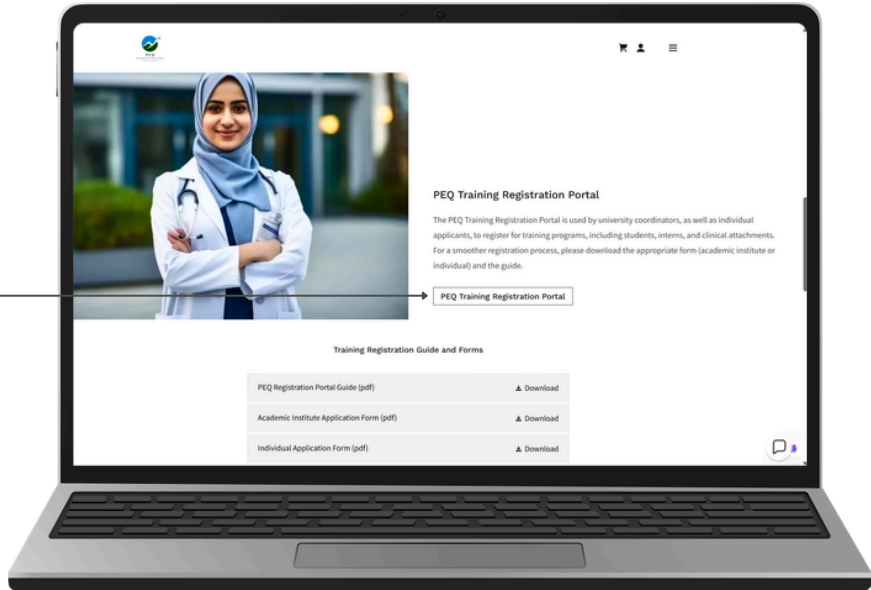 PEQ Training Registration Portal
The PEQ Training Registration Portal is used by university coordinators, as well as individual
applicants, to register for training programs, including students, interns, and clinical attachments.
For a smoother registration process, please download the appropriate form (academic institute or
individual) and the guide.
PEQ Training Registration Portal
Training Registration Guide and Forms
PEQ Registration Portal Guide (pdf) Download
Academic Institute Application Form (pdf) Download
Individual Application Form (pdf) Download